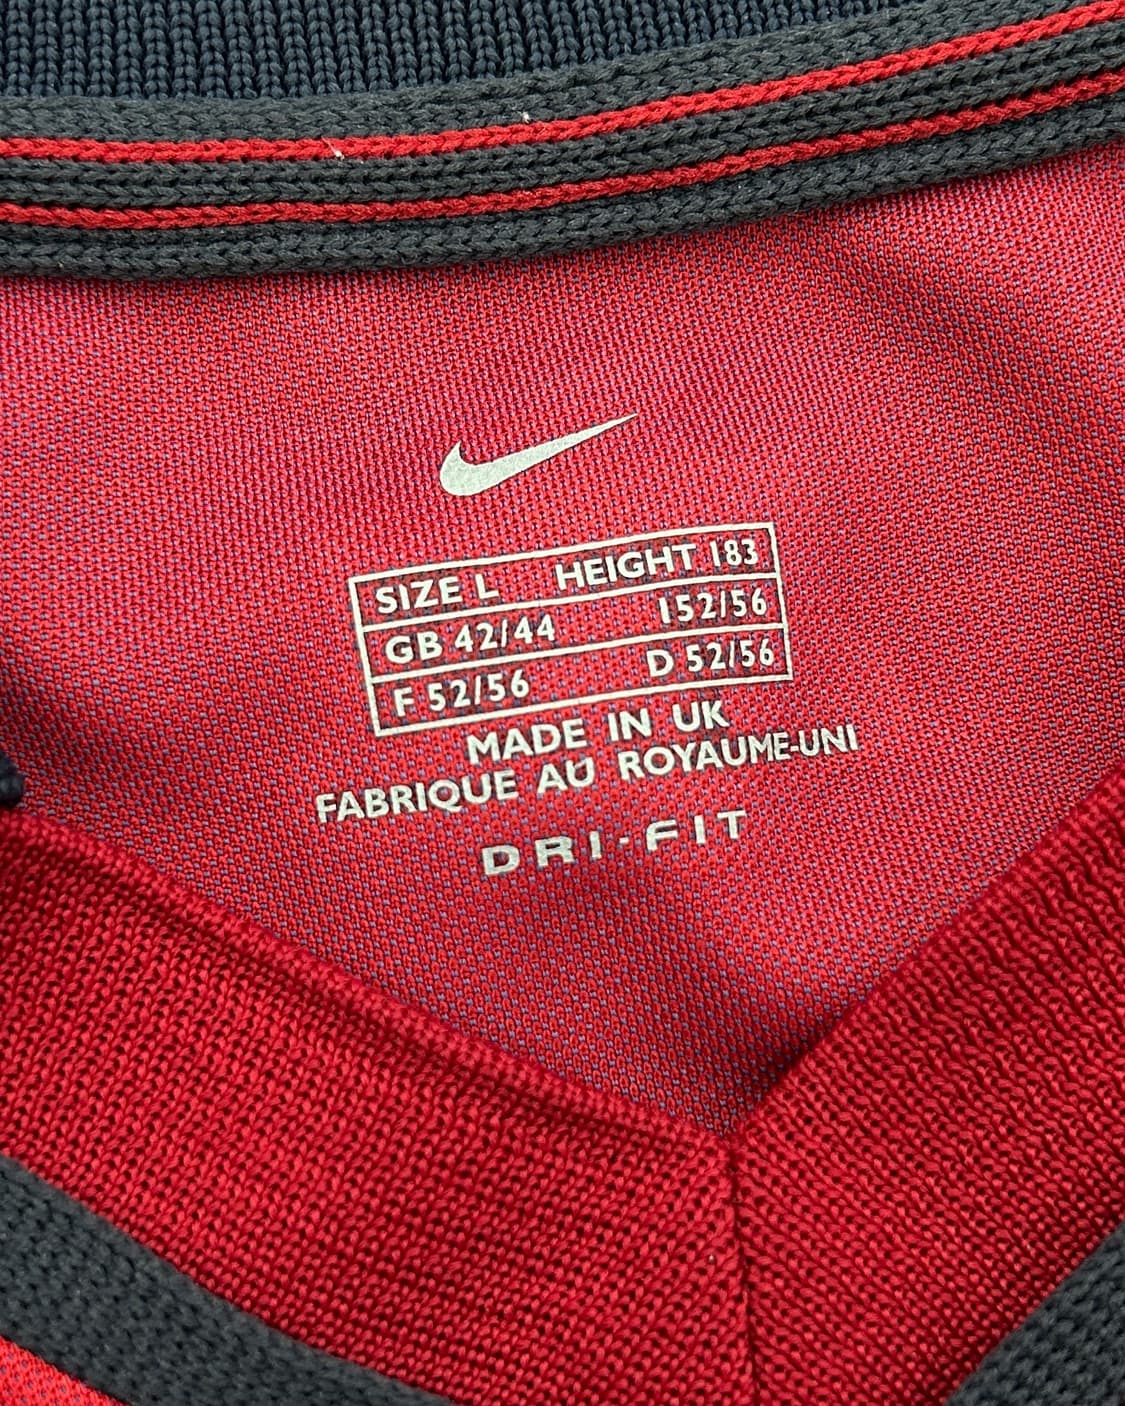 SIZE L HEIGHT 183
GB 42/44 152/56
F 52/56 D 52/56
MADE IN UK
FABRIQUE AU ROYAUME-UNI
DRI-FIT